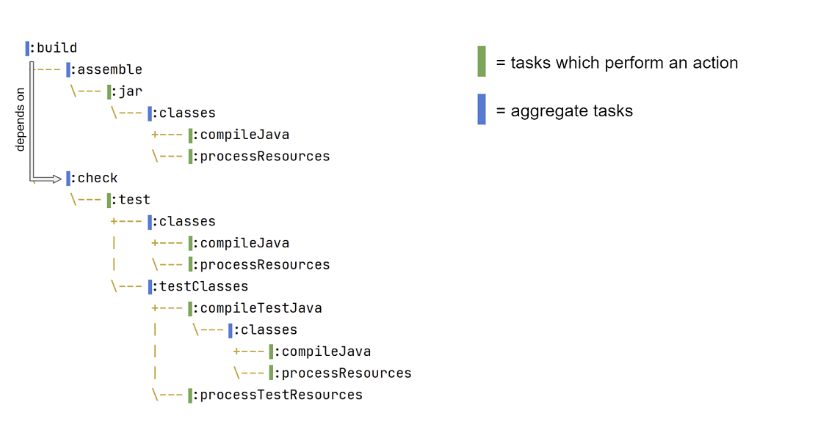 :build
:assemble
:jar
:classes
:compileJava
:processResources
:check
:test
:classes
:compileJava
:processResources
:testClasses
:compileTestJava
:classes
:compileJava
:processResources
:processTestResources
depends on
= tasks which perform an action
= aggregate tasks